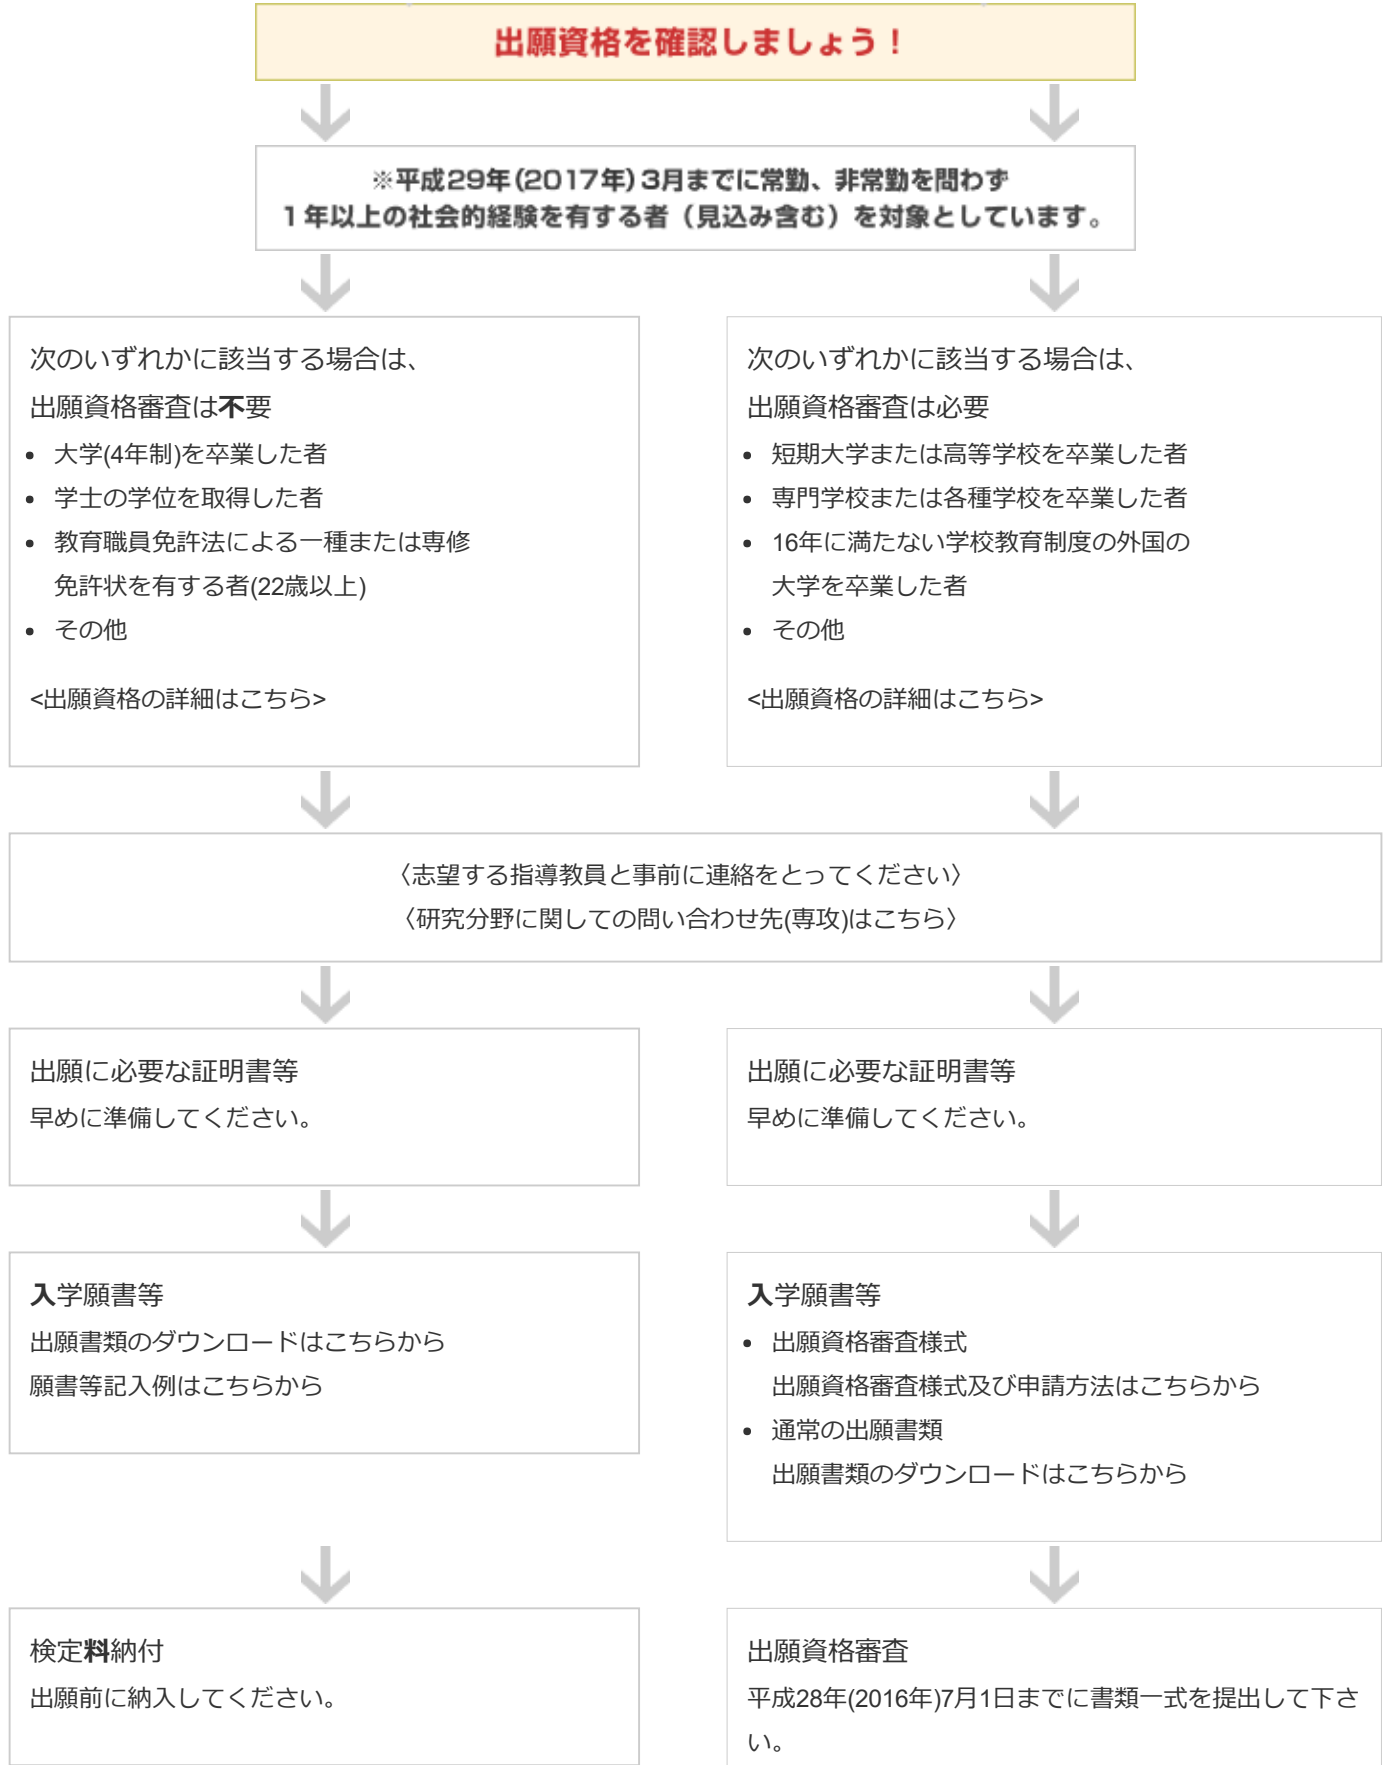 出願資格を確認しましょう！
※平成29年(2017年)3月までに常勤、非常勤を問わず
1年以上の社会的経験を有する者（見込み含む）を対象としています。
次のいずれかに該当する場合は、
出願資格審査は不要
• 大学(4年制)を卒業した者
• 学士の学位を取得した者
• 教育職員免許法による一種または専修
免許状を有する者(22歳以上)
• その他
<出願資格の詳細はこちら>
次のいずれかに該当する場合は、
出願資格審査は必要
• 短期大学または高等学校を卒業した者
• 専門学校または各種学校を卒業した者
• 16年に満たない学校教育制度の外国の
大学を卒業した者
• その他
<出願資格の詳細はこちら>
〈志望する指導教員と事前に連絡をとってください〉
〈研究分野に関しての問い合わせ先(専攻)はこちら〉
出願に必要な証明書等
早めに準備してください。
出願に必要な証明書等
早めに準備してください。
入学願書等
出願書類のダウンロードはこちらから
願書等記入例はこちらから
入学願書等
• 出願資格審査様式
出願資格審査様式及び申請方法はこちらから
• 通常の出願書類
出願書類のダウンロードはこちらから
検定料納付
出願前に納入してください。
出願資格審査
平成28年(2016年)7月1日までに書類一式を提出して下さ
い。